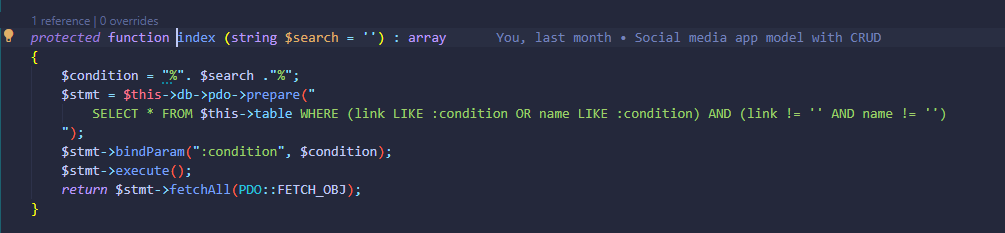 1 reference | 0 overrides
protected function index (string $search = '') : array You, last month • Social media app model with CRUD
{
$condition = "%". $search ."%";
$stmt = $this->db->pdo->prepare("
SELECT * FROM $this->table WHERE (link LIKE :condition OR name LIKE :condition) AND (link != '' AND name != '')
");
$stmt->bindParam(":condition", $condition);
$stmt->execute();
return $stmt->fetchAll(PDO::FETCH_OBJ);
}